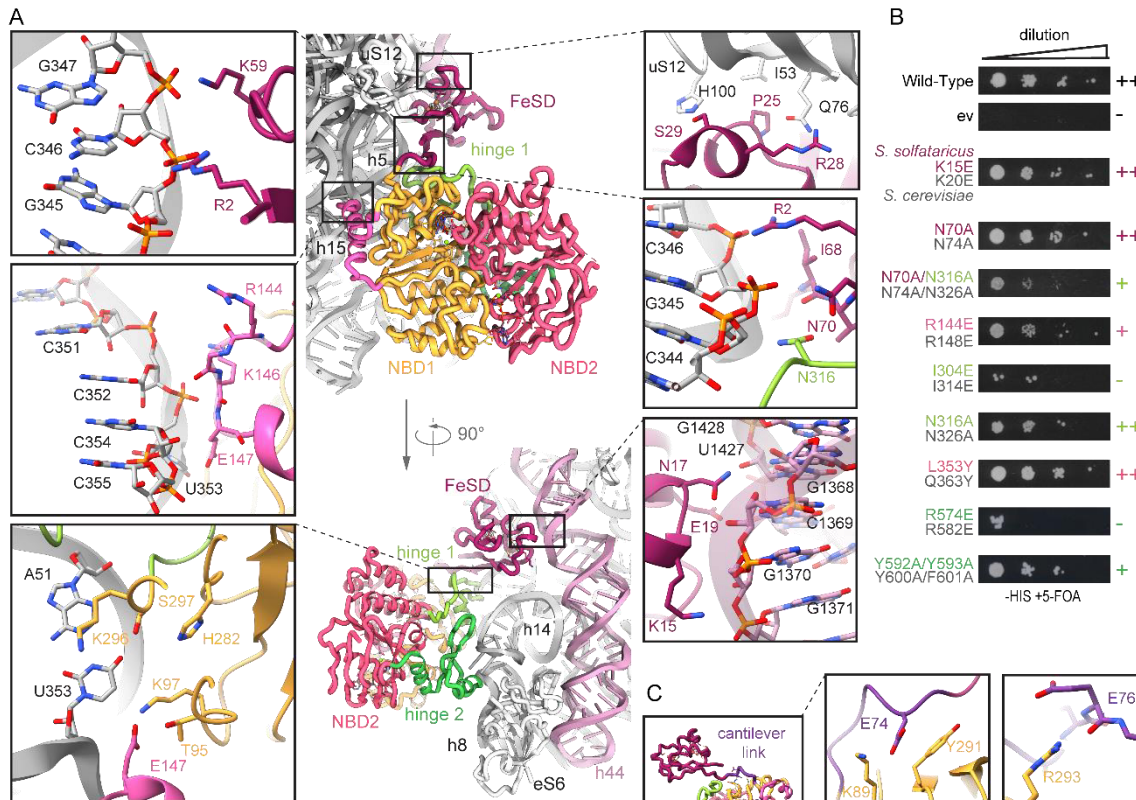 A
G347
K59
C346
G345
R2
uS12
FeSD
hinge 1
h5
h15
NBD1
NBD2
90°
uS12
H100
I53
Q76
P25
S29
R28
R144
C351
K146
C352
C354
C355
U353
E147
C346
R2
I68
G345
N70
C344
N316
A51
S297
K296
H282
U353
K97
T95
E147
FeSD
hinge 1
h14
NBD2
hinge 2
h8
eS6
h44
G1428
U1427
N17
G1368
E19
C1369
G1370
K15
G1371
B
dilution
Wild-Type ++
ev -
S. solfataricus
K15E ++
K20E
S. cerevisiae
N70A ++
N74A
N70A/N316A +
N74A/N326A
R144E +
R148E
I304E -
I314E
N316A ++
N326A
L353Y ++
Q363Y
R574E -
R582E
Y592A/Y593A +
Y600A/F601A
-HIS +5-FOA
C
cantilever
link
E74
Y291
K89
E76
R293